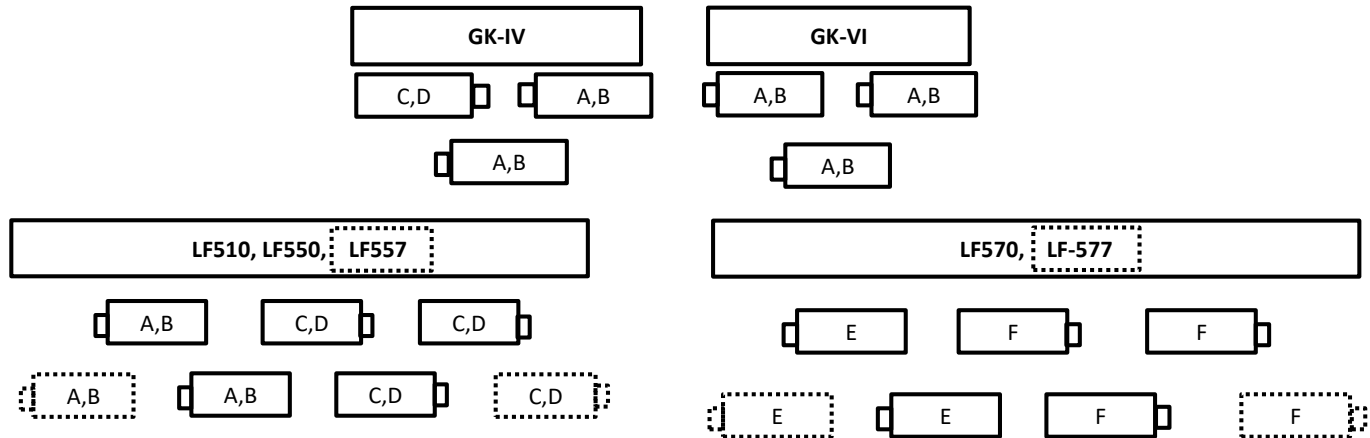 GK-IV GK-VI
C,D A,B A,B A,B
A,B A,B
LF510, LF550, LF557 LF570, LF-577
A,B C,D C,D E F F
A,B A,B C,D C,D E E F F